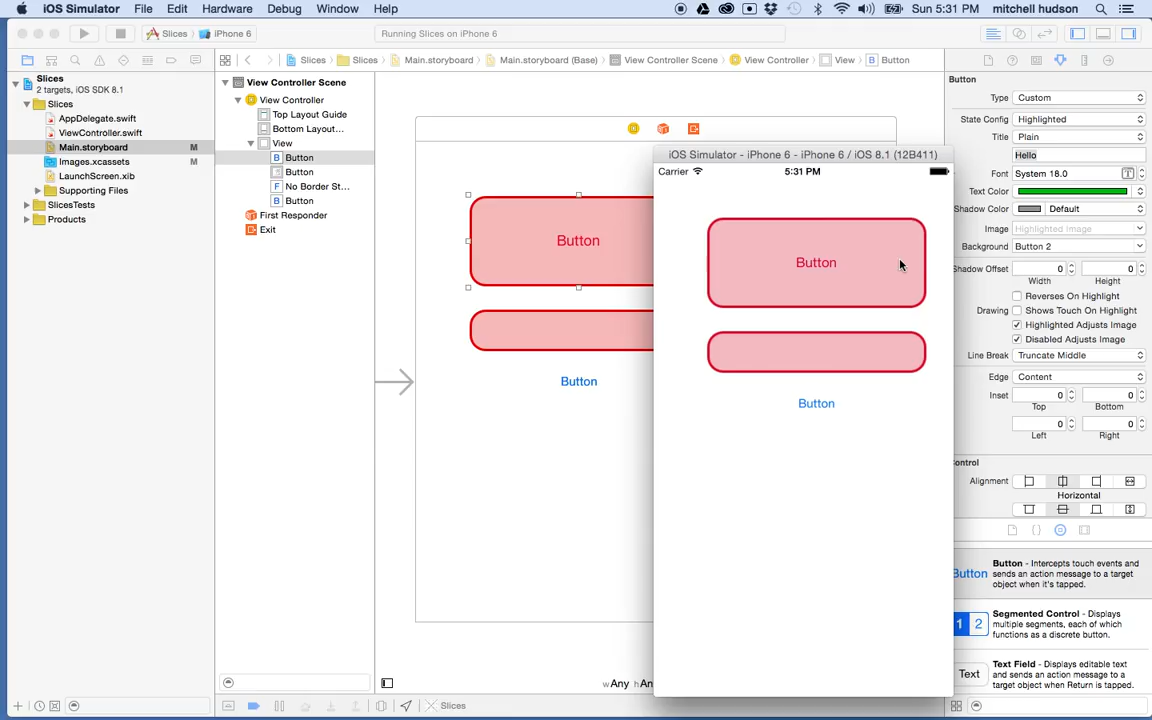 iOS Simulator File Edit Hardware Debug Window Help Sun 5:31 PM mitchell hudson
Slices iPhone 6 Running Slices on iPhone 6
Slices Slices Main.storyboard Main.storyboard (Base) View Controller Scene View Controller View B Button
Slices
2 targets, iOS SDK 8.1
Slices
AppDelegate.swift
ViewController.swift
Main.storyboard M
Images.xcassets M
LaunchScreen.xib
Supporting Files
SlicesTests
Products
View Controller Scene
View Controller
Top Layout Guide
Bottom Layout...
View
B Button
Button
F No Border St...
B Button
First Responder
Exit
Button
Button
iOS Simulator - iPhone 6 - iPhone 6 / iOS 8.1 (12B411)
Carrier 5:31 PM
Button
Button
wAny hAn
Slices
Button
Type Custom
State Config Highlighted
Title Plain
Hello
Font System 18.0 T
Text Color
Shadow Color Default
Image Highlighted Image
Background Button 2
Shadow Offset 0 0
Width Height
Reverses On Highlight
Drawing Shows Touch On Highlight
Highlighted Adjusts Image
Disabled Adjusts Image
Line Break Truncate Middle
Edge Content
Inset 0 0
Top Bottom
0 0
Left Right
Control
Alignment
Horizontal
Button
Button - Intercepts touch events and
sends an action message to a target
object when it's tapped.
1 2
Segmented Control - Displays
multiple segments, each of which
functions as a discrete button.
Text
Text Field - Displays editable text
and sends an action message to a
target object when Return is tapped.